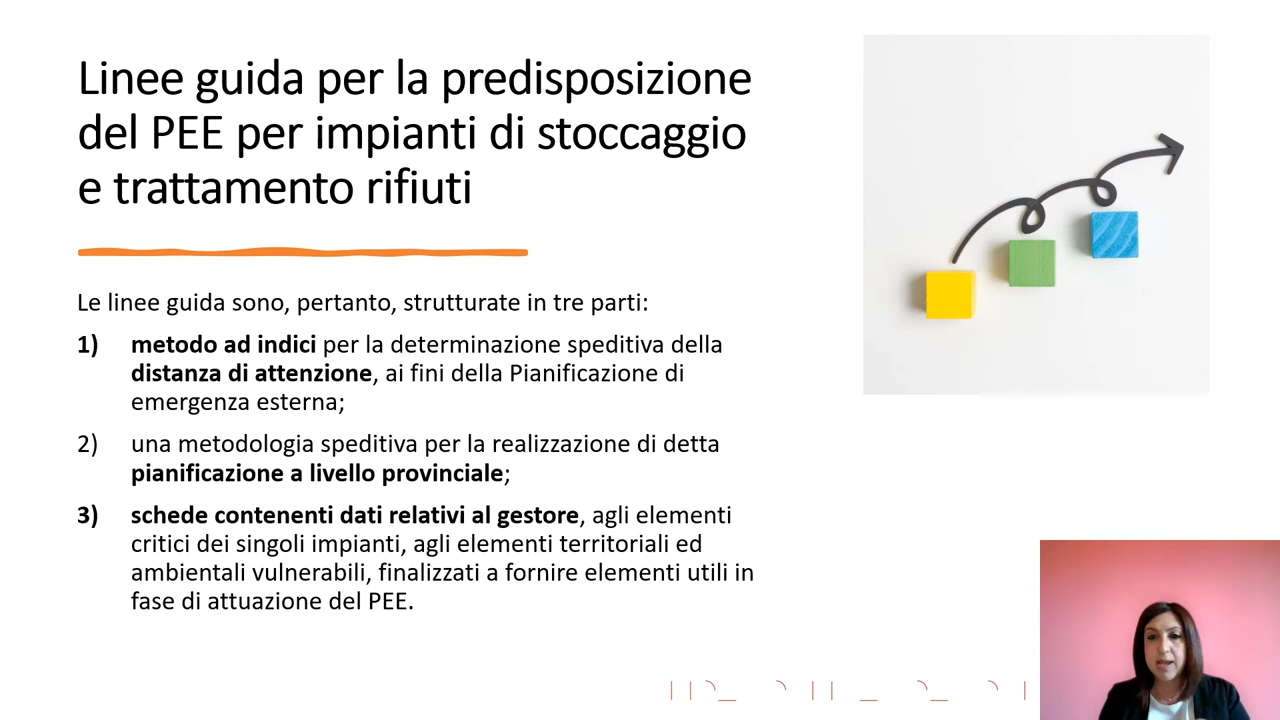 Linee guida per la predisposizione
del PEE per impianti di stoccaggio
e trattamento rifiuti
Le linee guida sono, pertanto, strutturate in tre parti:
1) metodo ad indici per la determinazione speditiva della
distanza di attenzione, ai fini della Pianificazione di
emergenza esterna;
2) una metodologia speditiva per la realizzazione di detta
pianificazione a livello provinciale;
3) schede contenenti dati relativi al gestore, agli elementi
critici dei singoli impianti, agli elementi territoriali ed
ambientali vulnerabili, finalizzati a fornire elementi utili in
fase di attuazione del PEE.